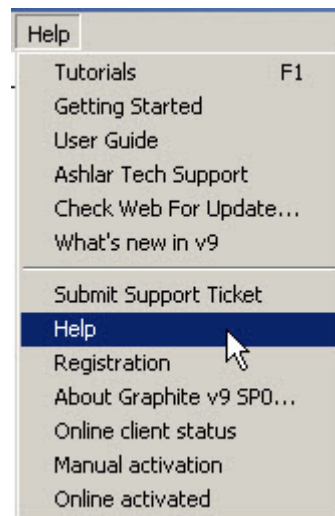 Help
Tutorials F1
Getting Started
User Guide
Ashlar Tech Support
Check Web For Update...
What's new in v9
Submit Support Ticket
Help
Registration
About Graphite v9 SP0...
Online client status
Manual activation
Online activated